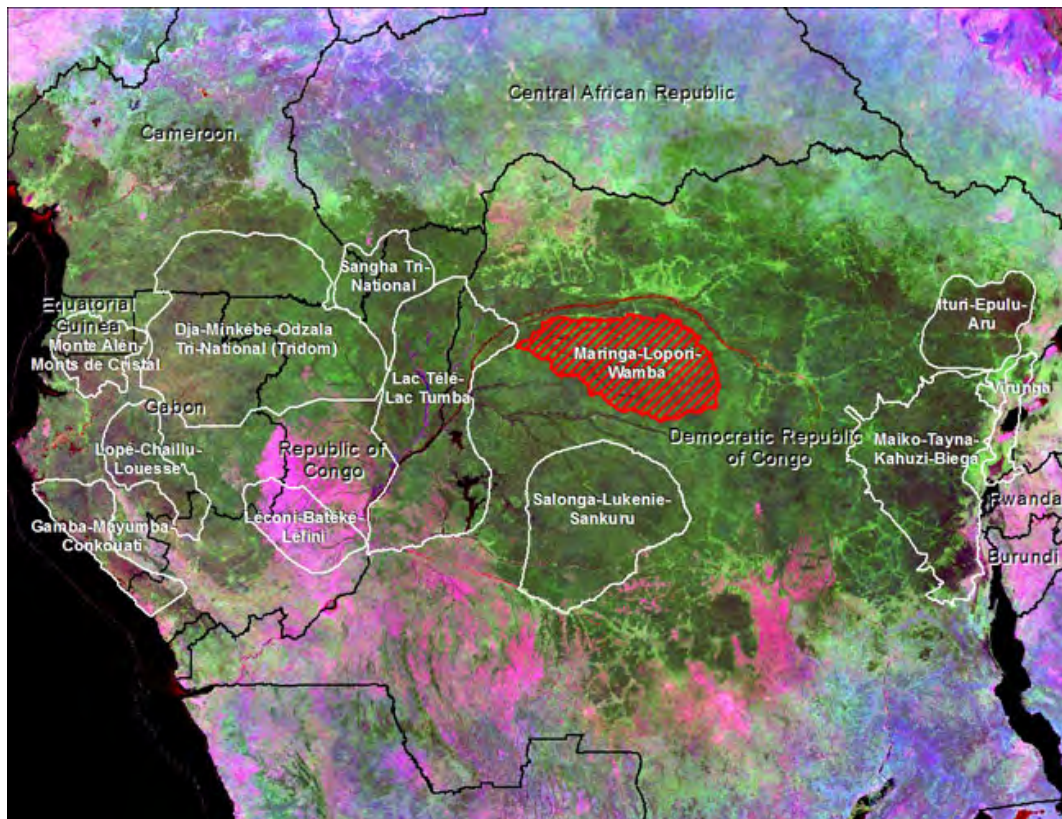 Central African Republic
Cameroon
Sangha Tri-
National
Equatorial
Guinea
Monte Alén-
Monts de Cristal
Dja-Minkébé-Odzala
Tri-National (Tridom)
Ituri-Epulu-
Aru
Maringa-Lopori-
Wamba
Lac Télé-
Lac Tumba
Virunga
Gabon
Lopé-Chaillu-
Louesse
Republic of
Congo
Democratic Republic
of Congo
Maiko-Tayna-
Kahuzi-Biega
Salonga-Lukenie-
Sankuru
Rwanda
Gamba-Mayumba-
Conkouati
Léconi-Batéké-
Léfini
Burundi